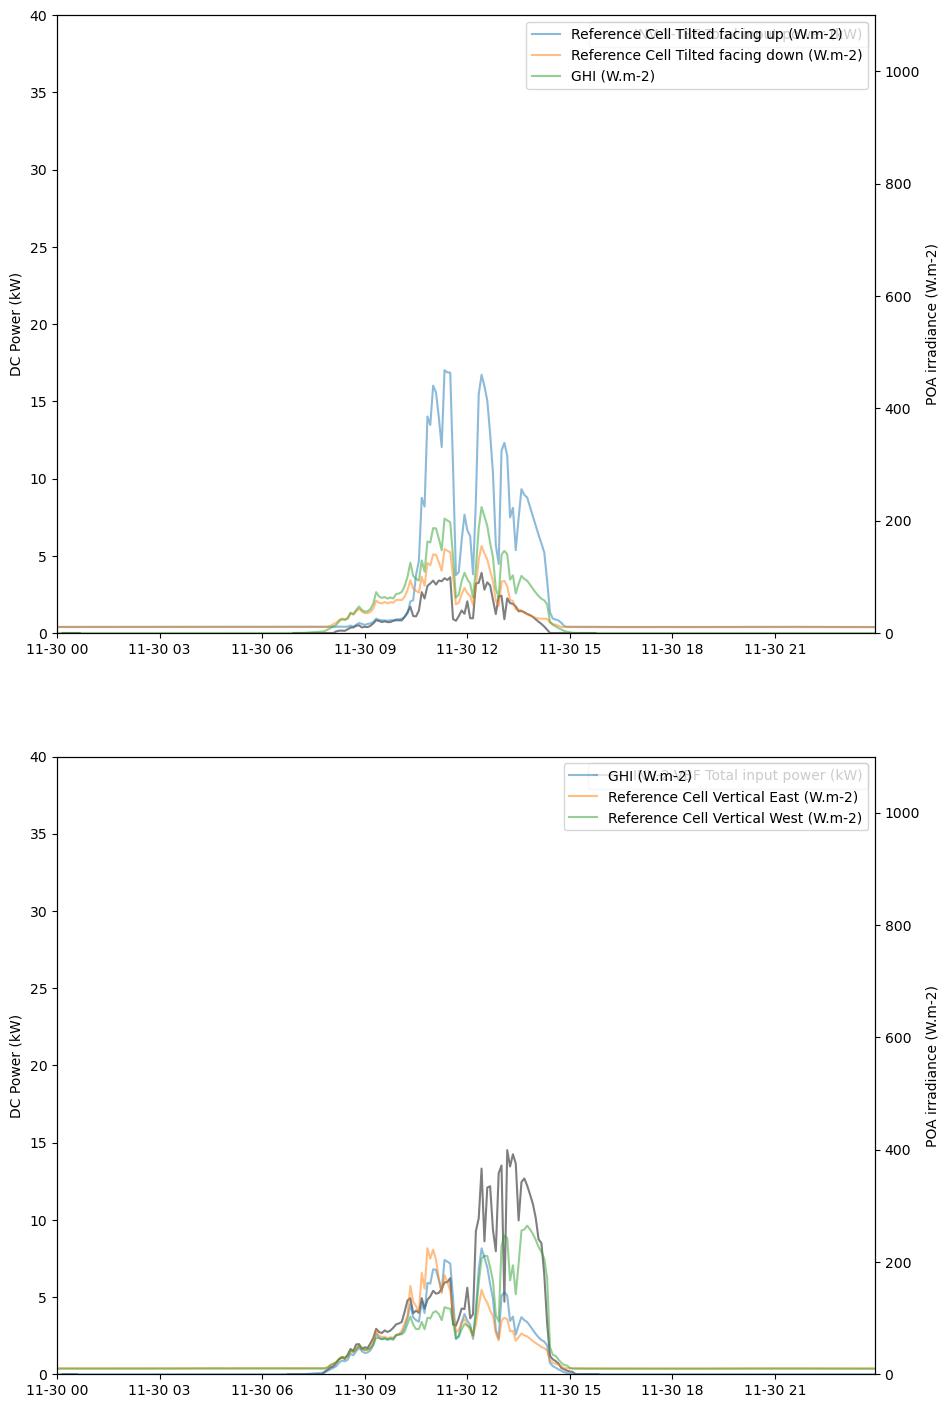 40
35
30
25
20
15
10
5
0
DC Power (kW)
Reference Cell Tilted facing up (W.m-2)
Reference Cell Tilted facing down (W.m-2)
GHI (W.m-2)
1000
800
600
400
200
0
POA irradiance (W.m-2)
11-30 00 11-30 03 11-30 06 11-30 09 11-30 12 11-30 15 11-30 18 11-30 21
40
35
30
25
20
15
10
5
0
DC Power (kW)
GHI (W.m-2) Total input power (kW)
Reference Cell Vertical East (W.m-2)
Reference Cell Vertical West (W.m-2)
1000
800
600
400
200
0
POA irradiance (W.m-2)
11-30 00 11-30 03 11-30 06 11-30 09 11-30 12 11-30 15 11-30 18 11-30 21